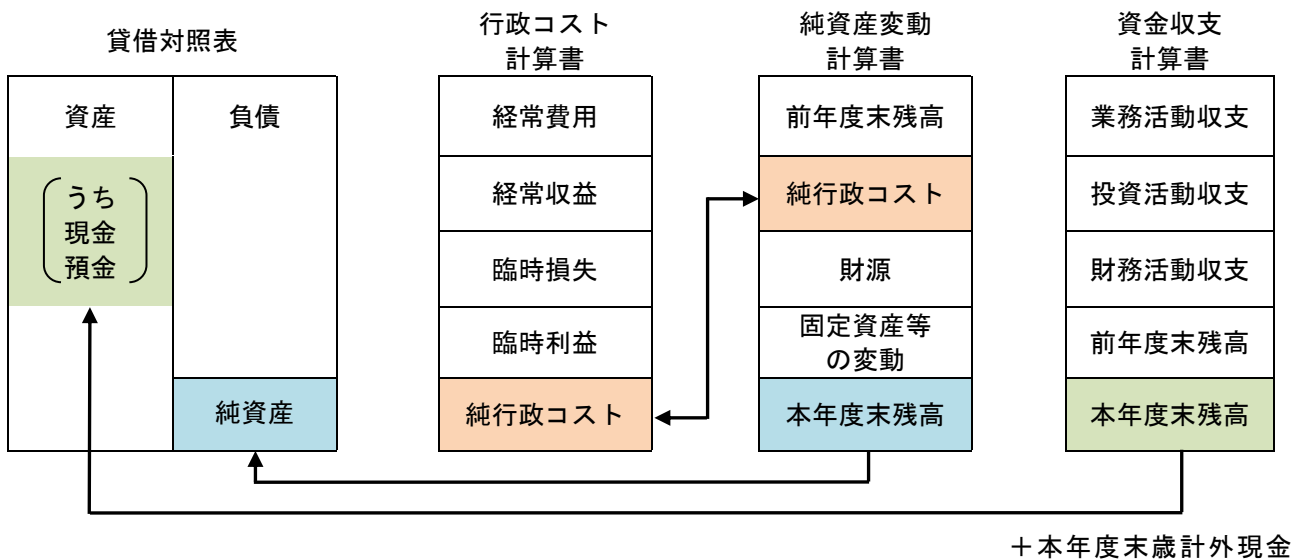 貸借対照表
資産
負債
うち
現金
預金
純資産
行政コスト
計算書
経常費用
経常収益
臨時損失
臨時利益
純行政コスト
純資産変動
計算書
前年度末残高
純行政コスト
財源
固定資産等
の変動
本年度末残高
資金収支
計算書
業務活動収支
投資活動収支
財務活動収支
前年度末残高
本年度末残高
＋本年度末歳計外現金